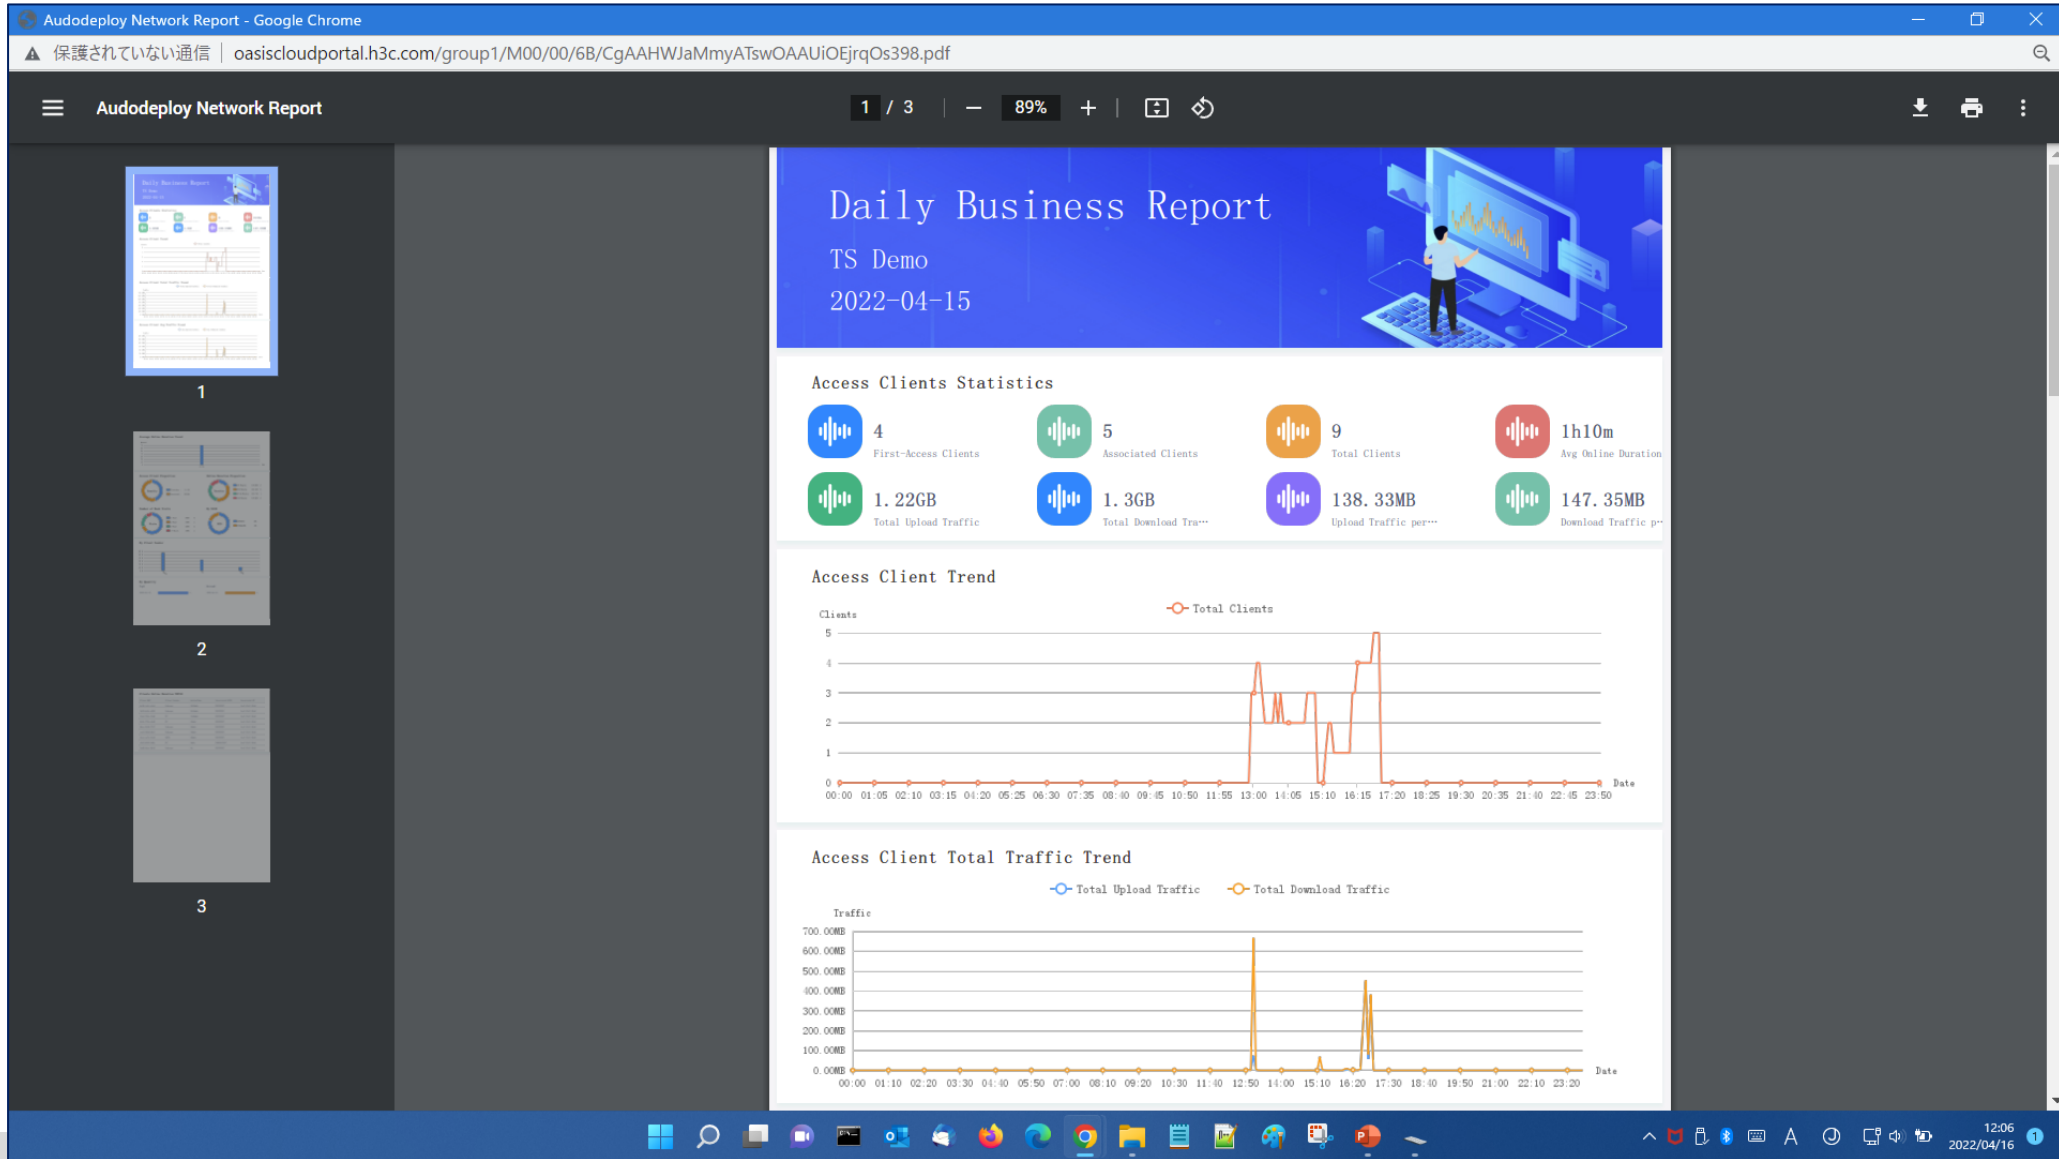 Audodeploy Network Report - Google Chrome
保護されていない通信 oasiscloudportal.h3c.com/group1/M00/00/6B/CgAAHWJaMmyATswOAAUiOEjrqOs398.pdf
Audodeploy Network Report
1 / 3
89%
1
2
3
Daily Business Report
TS Demo
2022-04-15
Access Clients Statistics
4
First-Access Clients
5
Associated Clients
9
Total Clients
1h10m
Avg Online Duration
1.22GB
Total Upload Traffic
1.3GB
Total Download Tra…
138.33MB
Upload Traffic per…
147.35MB
Download Traffic p…
Access Client Trend
Total Clients
Clients
5
4
3
2
1
0
Date
00:00 01:05 02:10 03:15 04:20 05:25 06:30 07:35 08:40 09:45 10:50 11:55 13:00 14:05 15:10 16:15 17:20 18:25 19:30 20:35 21:40 22:45 23:50
Access Client Total Traffic Trend
Total Upload Traffic Total Download Traffic
Traffic
700.00MB
600.00MB
500.00MB
400.00MB
300.00MB
200.00MB
100.00MB
0.00MB
Date
00:00 01:10 02:20 03:30 04:40 05:50 07:00 08:10 09:20 10:30 11:40 12:50 14:00 15:10 16:20 17:30 18:40 19:50 21:00 22:10 23:20
A
12:06
2022/04/16
1